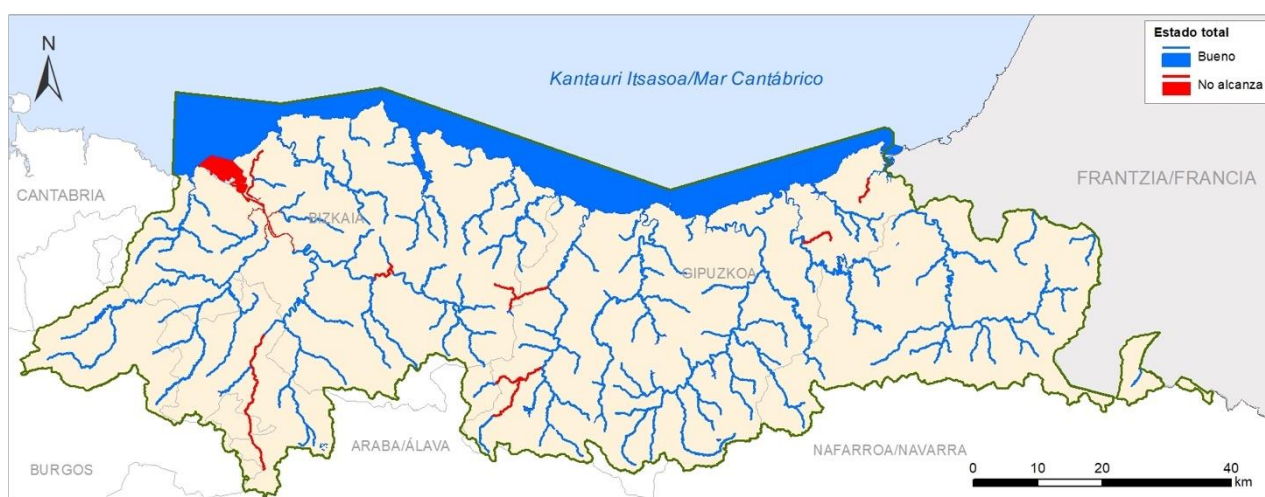 N
Kantauri Itsasoa/Mar Cantábrico
Estado total
Bueno
No alcanza
CANTABRIA
FRANTZIA/FRANCIA
BIZKAIA
GIPUZKOA
ARABA/ÁLAVA
NAFARROA/NAVARRA
BURGOS
0 10 20 40
km